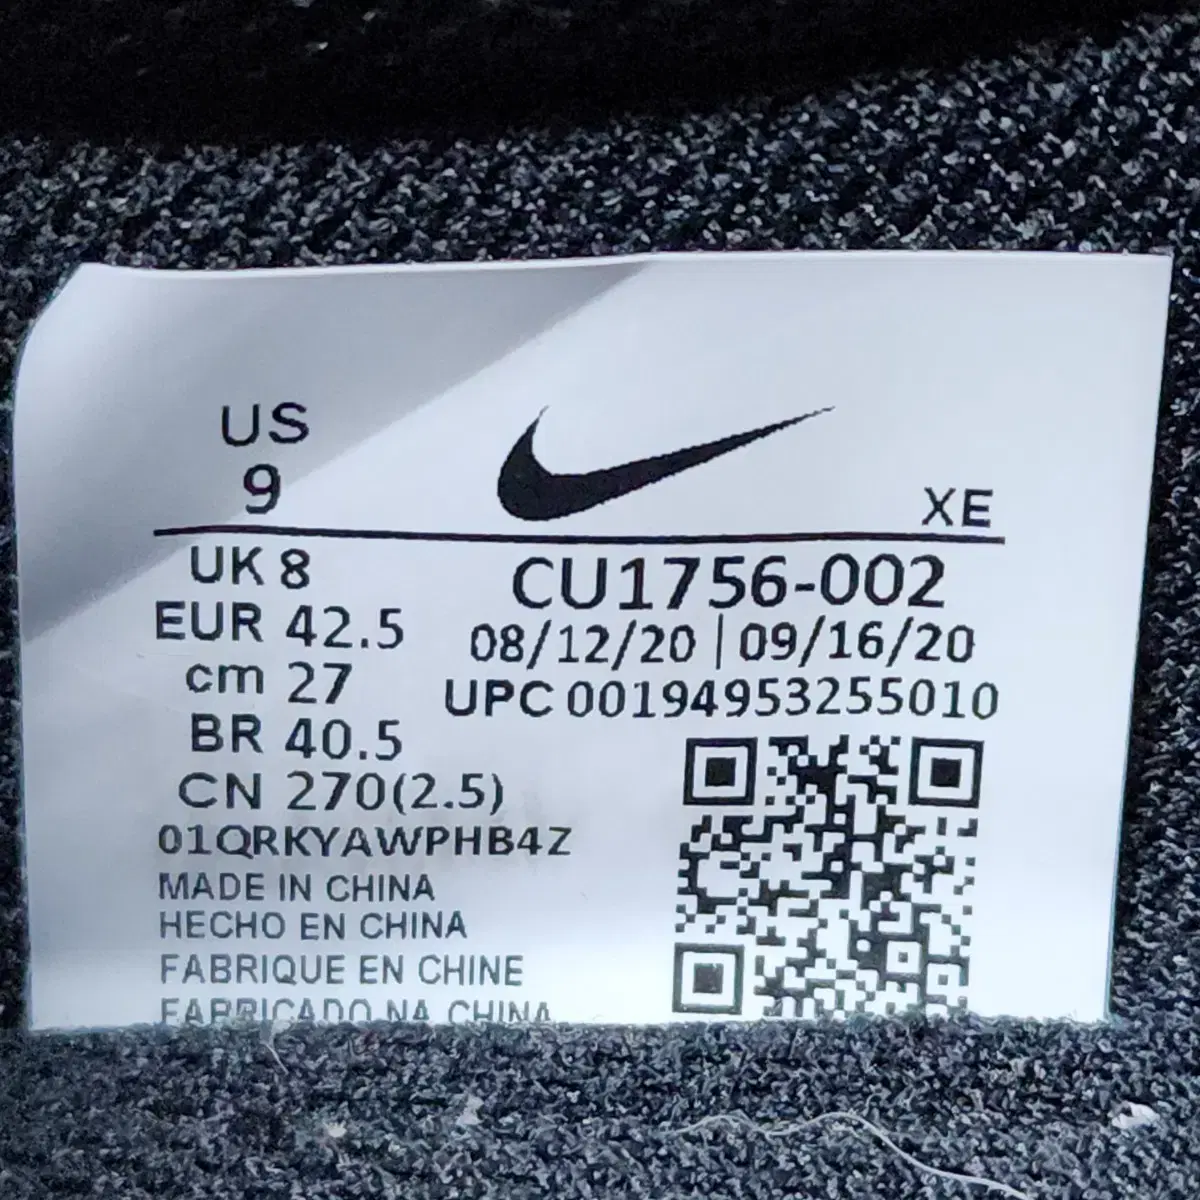 US
9
XE
UK 8
EUR 42.5
cm 27
BR 40.5
CN 270(2.5)
CU1756-002
08/12/20 | 09/16/20
UPC 00194953255010
01QRKYAWPHB4Z
MADE IN CHINA
HECHO EN CHINA
FABRIQUE EN CHINE
FABRICADO NA CHINA